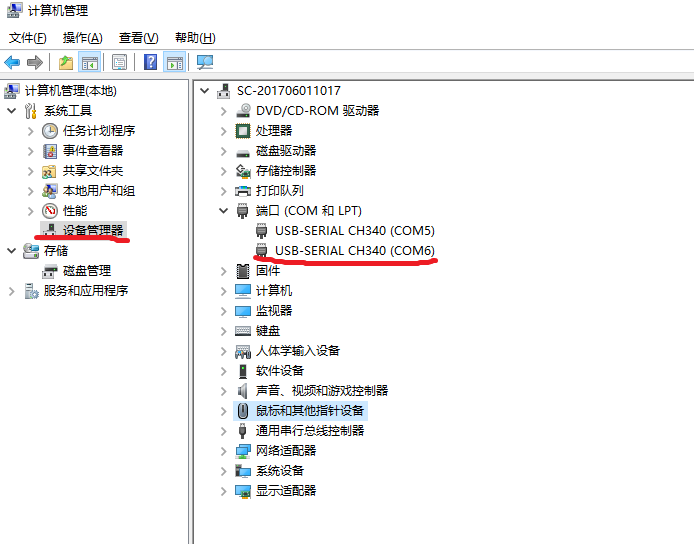 计算机管理
文件(F) 操作(A) 查看(V) 帮助(H)
计算机管理(本地)
系统工具
任务计划程序
事件查看器
共享文件夹
本地用户和组
性能
设备管理器
存储
磁盘管理
服务和应用程序
SC-201706011017
DVD/CD-ROM 驱动器
处理器
磁盘驱动器
存储控制器
打印队列
端口 (COM 和 LPT)
USB-SERIAL CH340 (COM5)
USB-SERIAL CH340 (COM6)
固件
计算机
监视器
键盘
人体学输入设备
软件设备
声音、视频和游戏控制器
鼠标和其他指针设备
通用串行总线控制器
网络适配器
系统设备
显示适配器